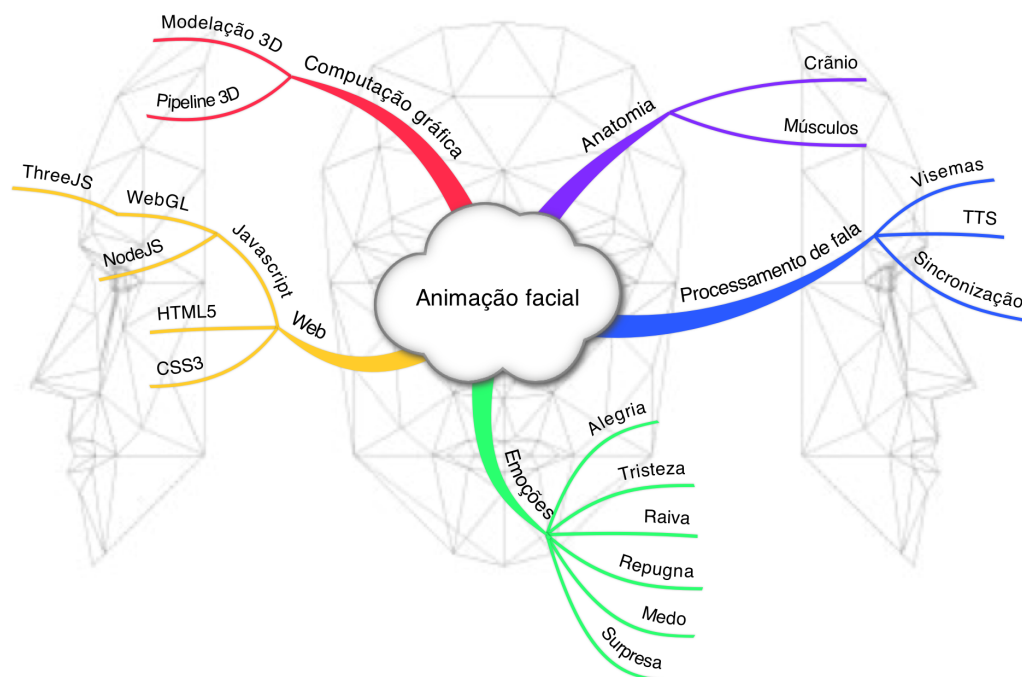 Modelação 3D
Computação gráfica
Pipeline 3D
Anatomia
Crãnio
Músculos
Visemas
TTS
Processamento de fala
Sincronização
ThreeJS
WebGL
Javascript
NodeJS
HTML5
Web
CSS3
Animação facial
Emoções
Alegria
Tristeza
Raiva
Repugna
Medo
Surpresa